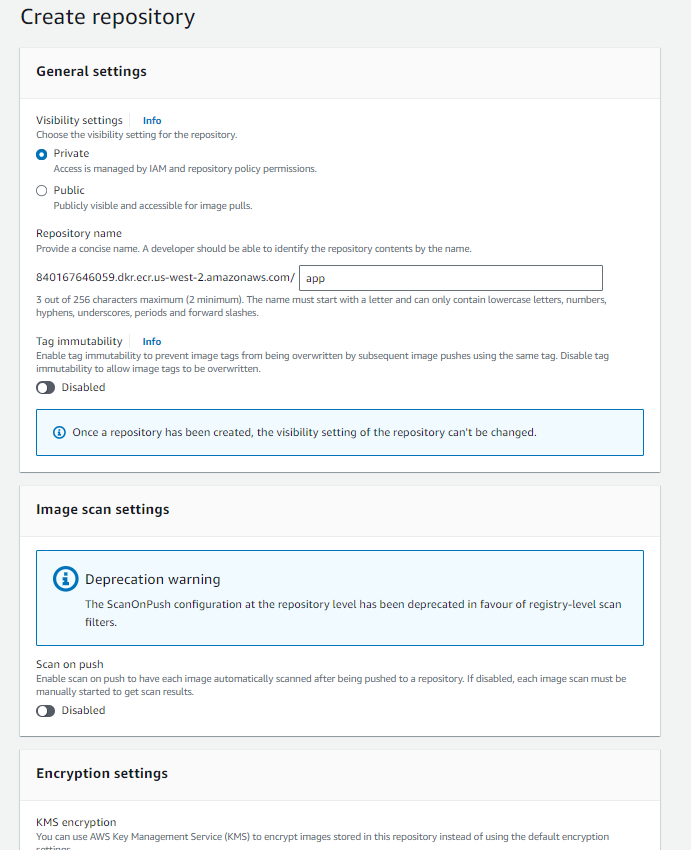 Create repository
General settings
Visibility settings Info
Choose the visibility setting for the repository.
Private
Access is managed by IAM and repository policy permissions.
Public
Publicly visible and accessible for image pulls.
Repository name
Provide a concise name. A developer should be able to identify the repository contents by the name.
840167646059.dkr.ecr.us-west-2.amazonaws.com/ app
3 out of 256 characters maximum (2 minimum). The name must start with a letter and can only contain lowercase letters, numbers,
hyphens, underscores, periods and forward slashes.
Tag immutability Info
Enable tag immutability to prevent image tags from being overwritten by subsequent image pushes using the same tag. Disable tag
immutability to allow image tags to be overwritten.
Disabled
Once a repository has been created, the visibility setting of the repository can't be changed.
Image scan settings
Deprecation warning
The ScanOnPush configuration at the repository level has been deprecated in favour of registry-level scan
filters.
Scan on push
Enable scan on push to have each image automatically scanned after being pushed to a repository. If disabled, each image scan must be
manually started to get scan results.
Disabled
Encryption settings
KMS encryption
You can use AWS Key Management Service (KMS) to encrypt images stored in this repository instead of using the default encryption
settings.